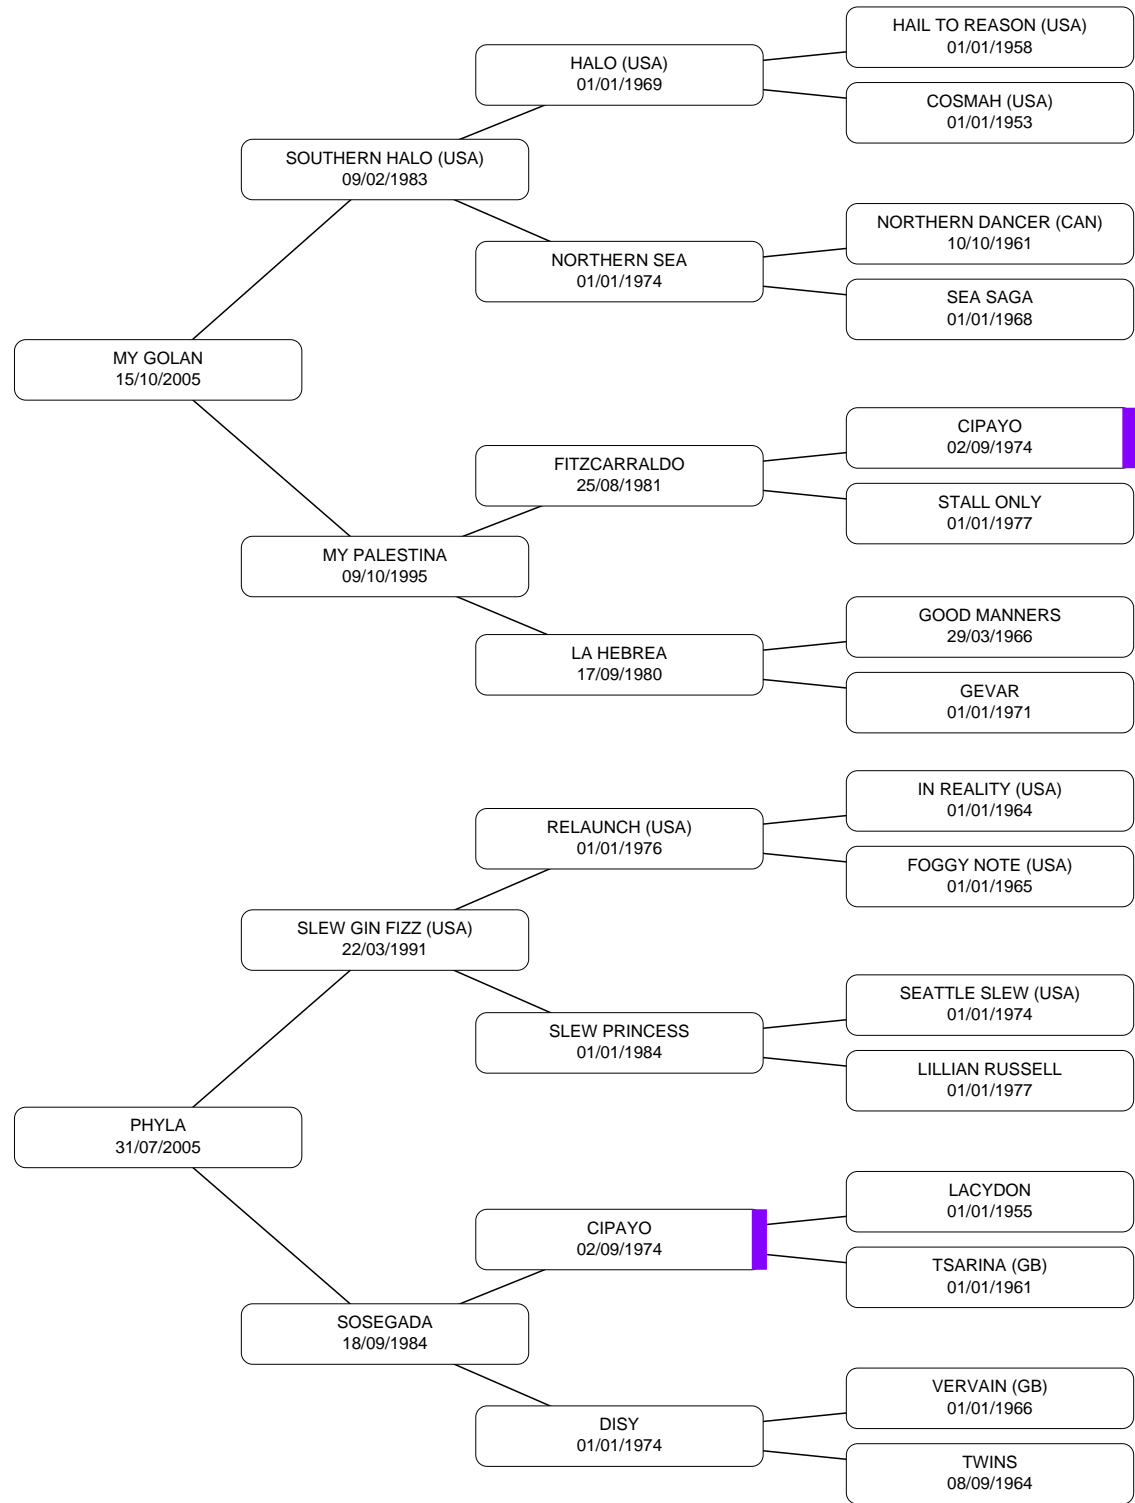 HAIL TO REASON (USA)
01/01/1958
HALO (USA)
01/01/1969
COSMAH (USA)
01/01/1953
SOUTHERN HALO (USA)
09/02/1983
NORTHERN DANCER (CAN)
10/10/1961
NORTHERN SEA
01/01/1974
SEA SAGA
01/01/1968
MY GOLAN
15/10/2005
CIPAYO
02/09/1974
FITZCARRALDO
25/08/1981
STALL ONLY
01/01/1977
MY PALESTINA
09/10/1995
GOOD MANNERS
29/03/1966
LA HEBREA
17/09/1980
GEVAR
01/01/1971
IN REALITY (USA)
01/01/1964
RELAUNCH (USA)
01/01/1976
FOGGY NOTE (USA)
01/01/1965
SLEW GIN FIZZ (USA)
22/03/1991
SEATTLE SLEW (USA)
01/01/1974
SLEW PRINCESS
01/01/1984
LILLIAN RUSSELL
01/01/1977
PHYLA
31/07/2005
LACYDON
01/01/1955
CIPAYO
02/09/1974
TSARINA (GB)
01/01/1961
SOSEGADA
18/09/1984
VERVAIN (GB)
01/01/1966
DISY
01/01/1974
TWINS
08/09/1964